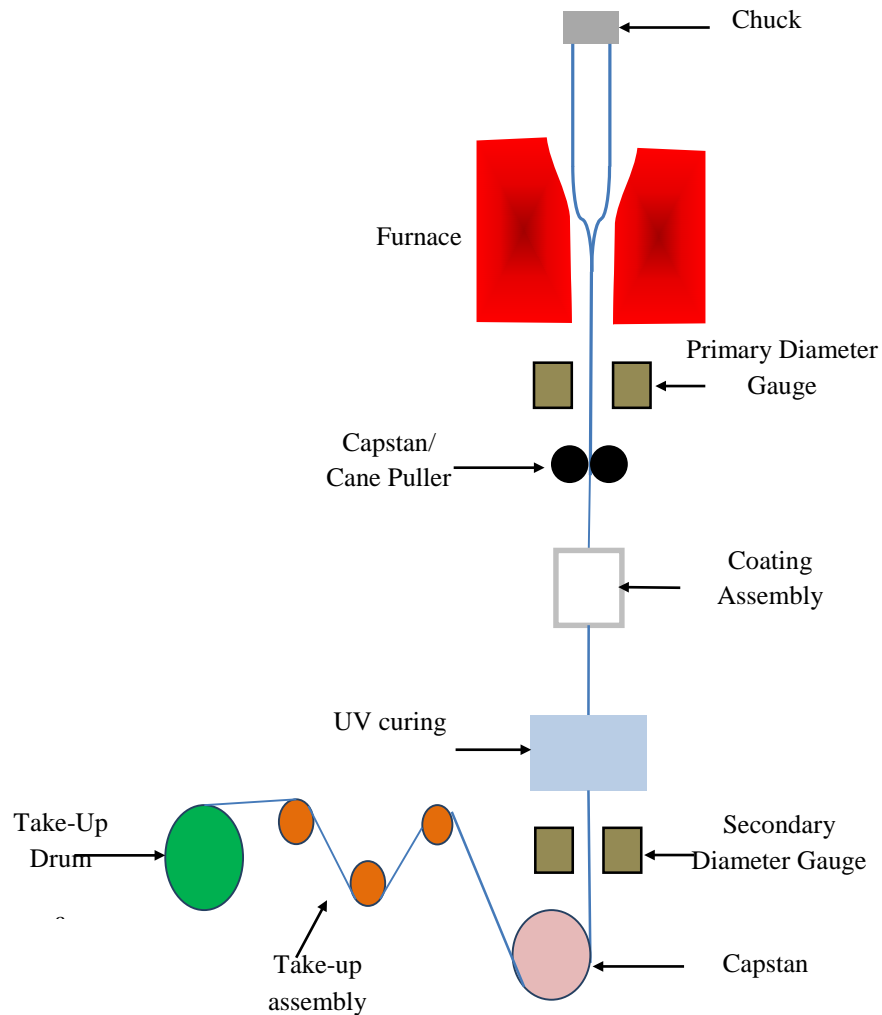 Chuck
Furnace
Primary Diameter
Gauge
Capstan/
Cane Puller
Coating
Assembly
UV curing
Take-Up
Drum
Secondary
Diameter Gauge
Take-up
assembly
Capstan